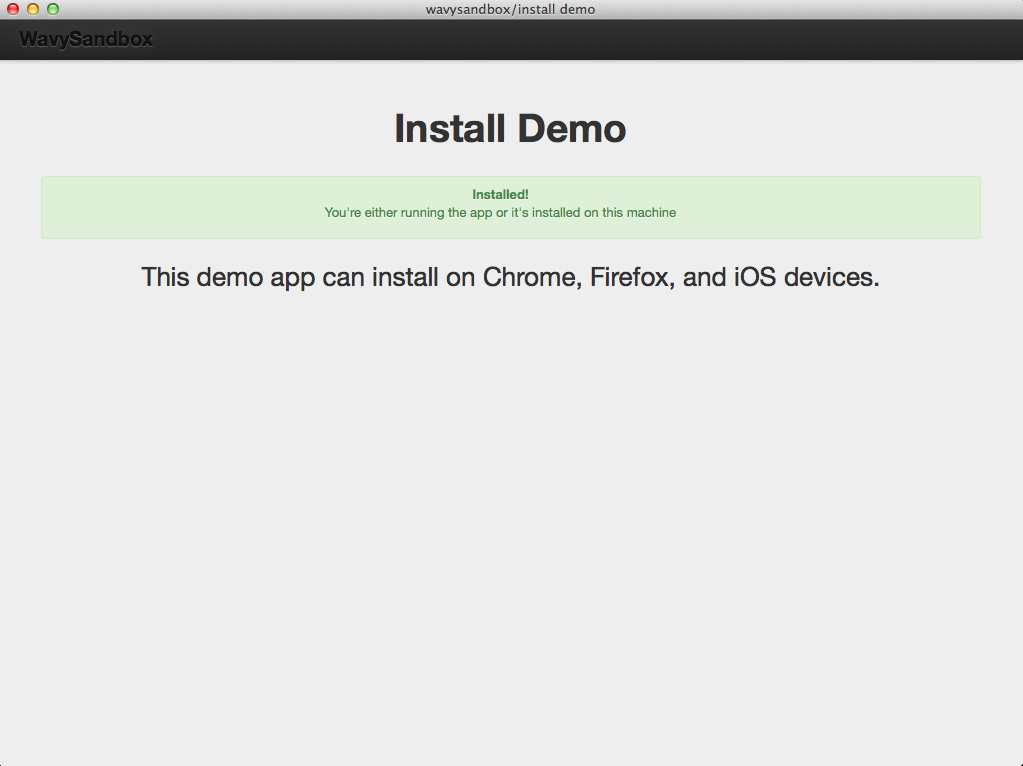 wavysandbox/install demo
WavySandbox
Install Demo
Installed!
You're either running the app or it's installed on this machine
This demo app can install on Chrome, Firefox, and iOS devices.